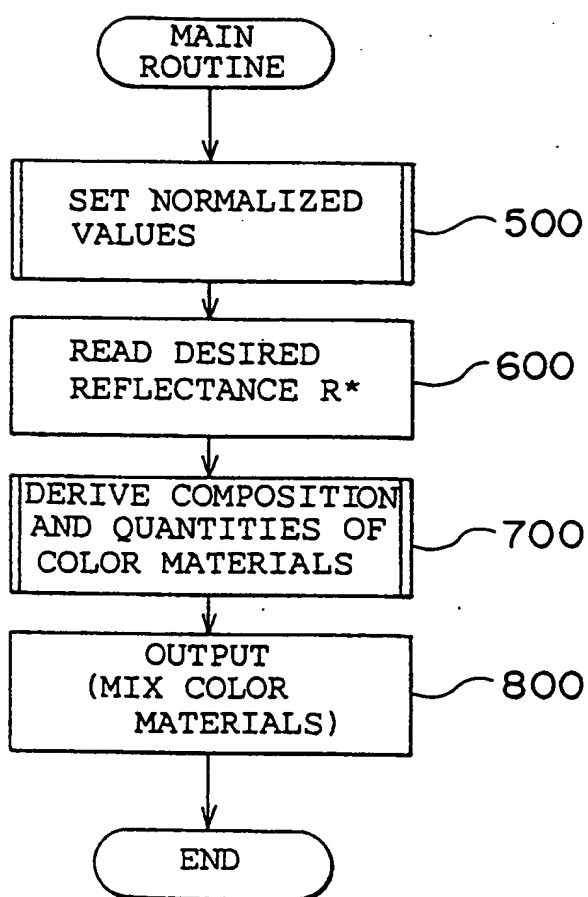 MAIN
ROUTINE
SET NORMALIZED
VALUES
500
READ DESIRED
REFLECTANCE R*
600
DERIVE COMPOSITION
AND QUANTITIES OF
COLOR MATERIALS
700
OUTPUT
(MIX COLOR
MATERIALS)
800
END